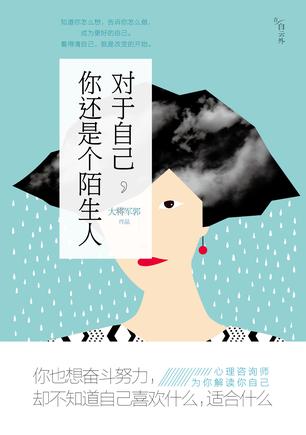 知道你怎么想，告诉你怎么做，
成为更好的自己。
看得清自己，就是改变的开始。
白云外
对于自己，
你还是个陌生人
大将军郭
作品
你也想奋斗努力，
却不知道自己喜欢什么，适合什么
心理咨询师
为你解读你自己